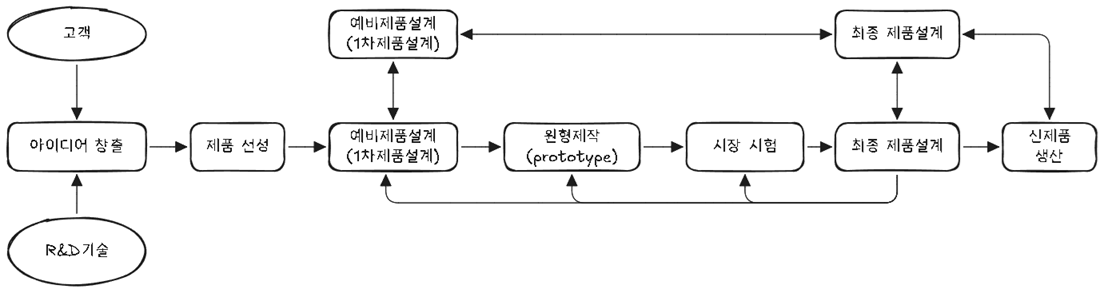 고객
예비제품설계
(1차제품설계)
최종 제품설계
아이디어 창출
제품 선성
예비제품설계
(1차제품설계)
원형제작
(prototype)
시장 시험
최종 제품설계
신제품
생산
R&D기술